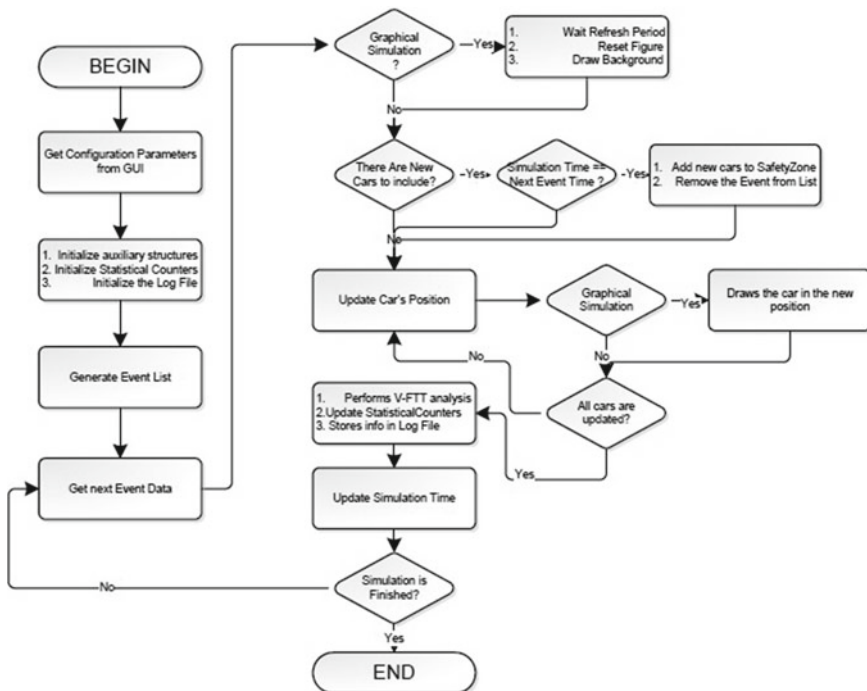 BEGIN
Get Configuration Parameters
from GUI
1. Initialize auxiliary structures
2. Initialize Statistical Counters
3. Initialize the Log File
Generate Event List
Get next Event Data
Graphical
Simulation
?
Yes
1. Wait Refresh Period
2. Reset Figure
3. Draw Background
No
There Are New
Cars to include?
Yes
Simulation Time ==
Next Event Time ?
Yes
1. Add new cars to SafetyZone
2. Remove the Event from List
No
Update Car's Position
Graphical
Simulation
Yes
Draws the car in the new
position
No
No
All cars are
updated?
Yes
1. Performs V-FTT analysis
2.Update StatisticalCounters
3. Stores info in Log File
Update Simulation Time
Simulation is
Finished?
No
Yes
END